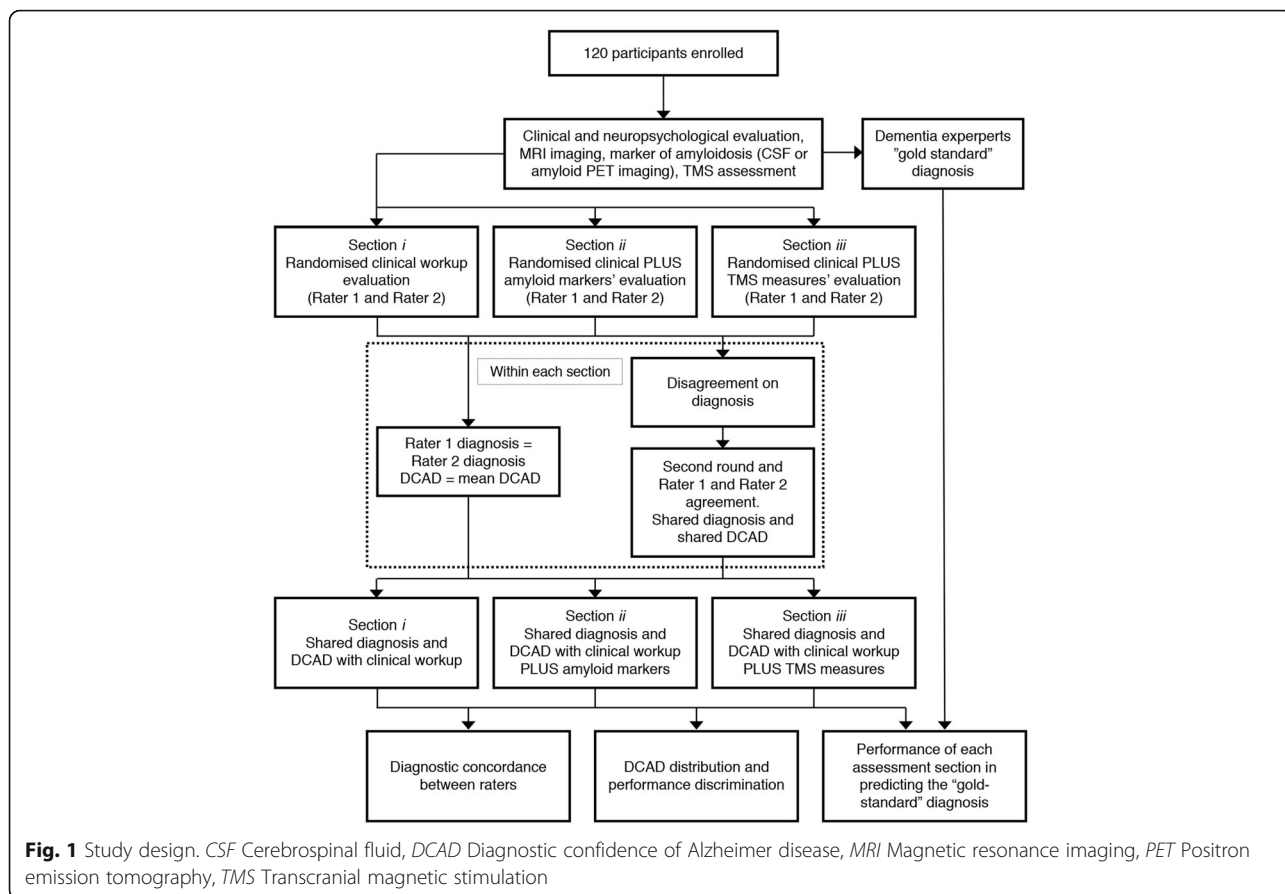 120 participants enrolled
Clinical and neuropsychological evaluation,
MRI imaging, marker of amyloidosis (CSF or
amyloid PET imaging), TMS assessment
Dementia experperts
"gold standard"
diagnosis
Section i
Randomised clinical workup
evaluation
(Rater 1 and Rater 2)
Section ii
Randomised clinical PLUS
amyloid markers' evaluation
(Rater 1 and Rater 2)
Section iii
Randomised clinical PLUS
TMS measures' evaluation
(Rater 1 and Rater 2)
Within each section
Disagreement on
diagnosis
Rater 1 diagnosis =
Rater 2 diagnosis
DCAD = mean DCAD
Second round and
Rater 1 and Rater 2
agreement.
Shared diagnosis and
shared DCAD
Section i
Shared diagnosis and
DCAD with clinical workup
Section ii
Shared diagnosis and
DCAD with clinical workup
PLUS amyloid markers
Section iii
Shared diagnosis and
DCAD with clinical workup
PLUS TMS measures
Diagnostic concordance
between raters
DCAD distribution and
performance discrimination
Performance of each
assessment section in
predicting the "gold-
standard" diagnosis
Fig. 1 Study design. CSF Cerebrospinal fluid, DCAD Diagnostic confidence of Alzheimer disease, MRI Magnetic resonance imaging, PET Positron
emission tomography, TMS Transcranial magnetic stimulation